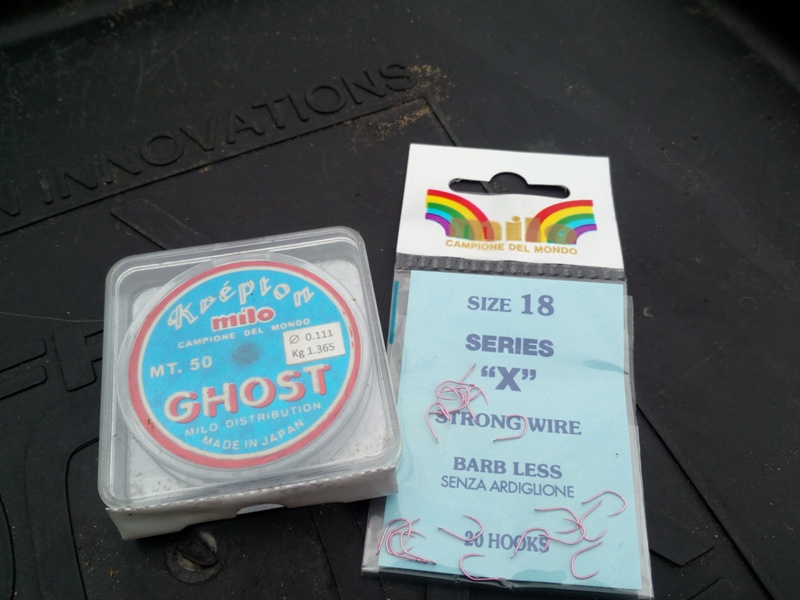 INNOVATIONS
Krépton
milo
CAMPIONE DEL MONDO
MT. 50
Ø 0.111
Kg 1.365
GHOST
MILO DISTRIBUTION
MADE IN JAPAN
milo
CAMPIONE DEL MONDO
SIZE 18
SERIES
“X”
STRONG WIRE
BARB LESS
SENZA ARDIGLIONE
20 HOOKS